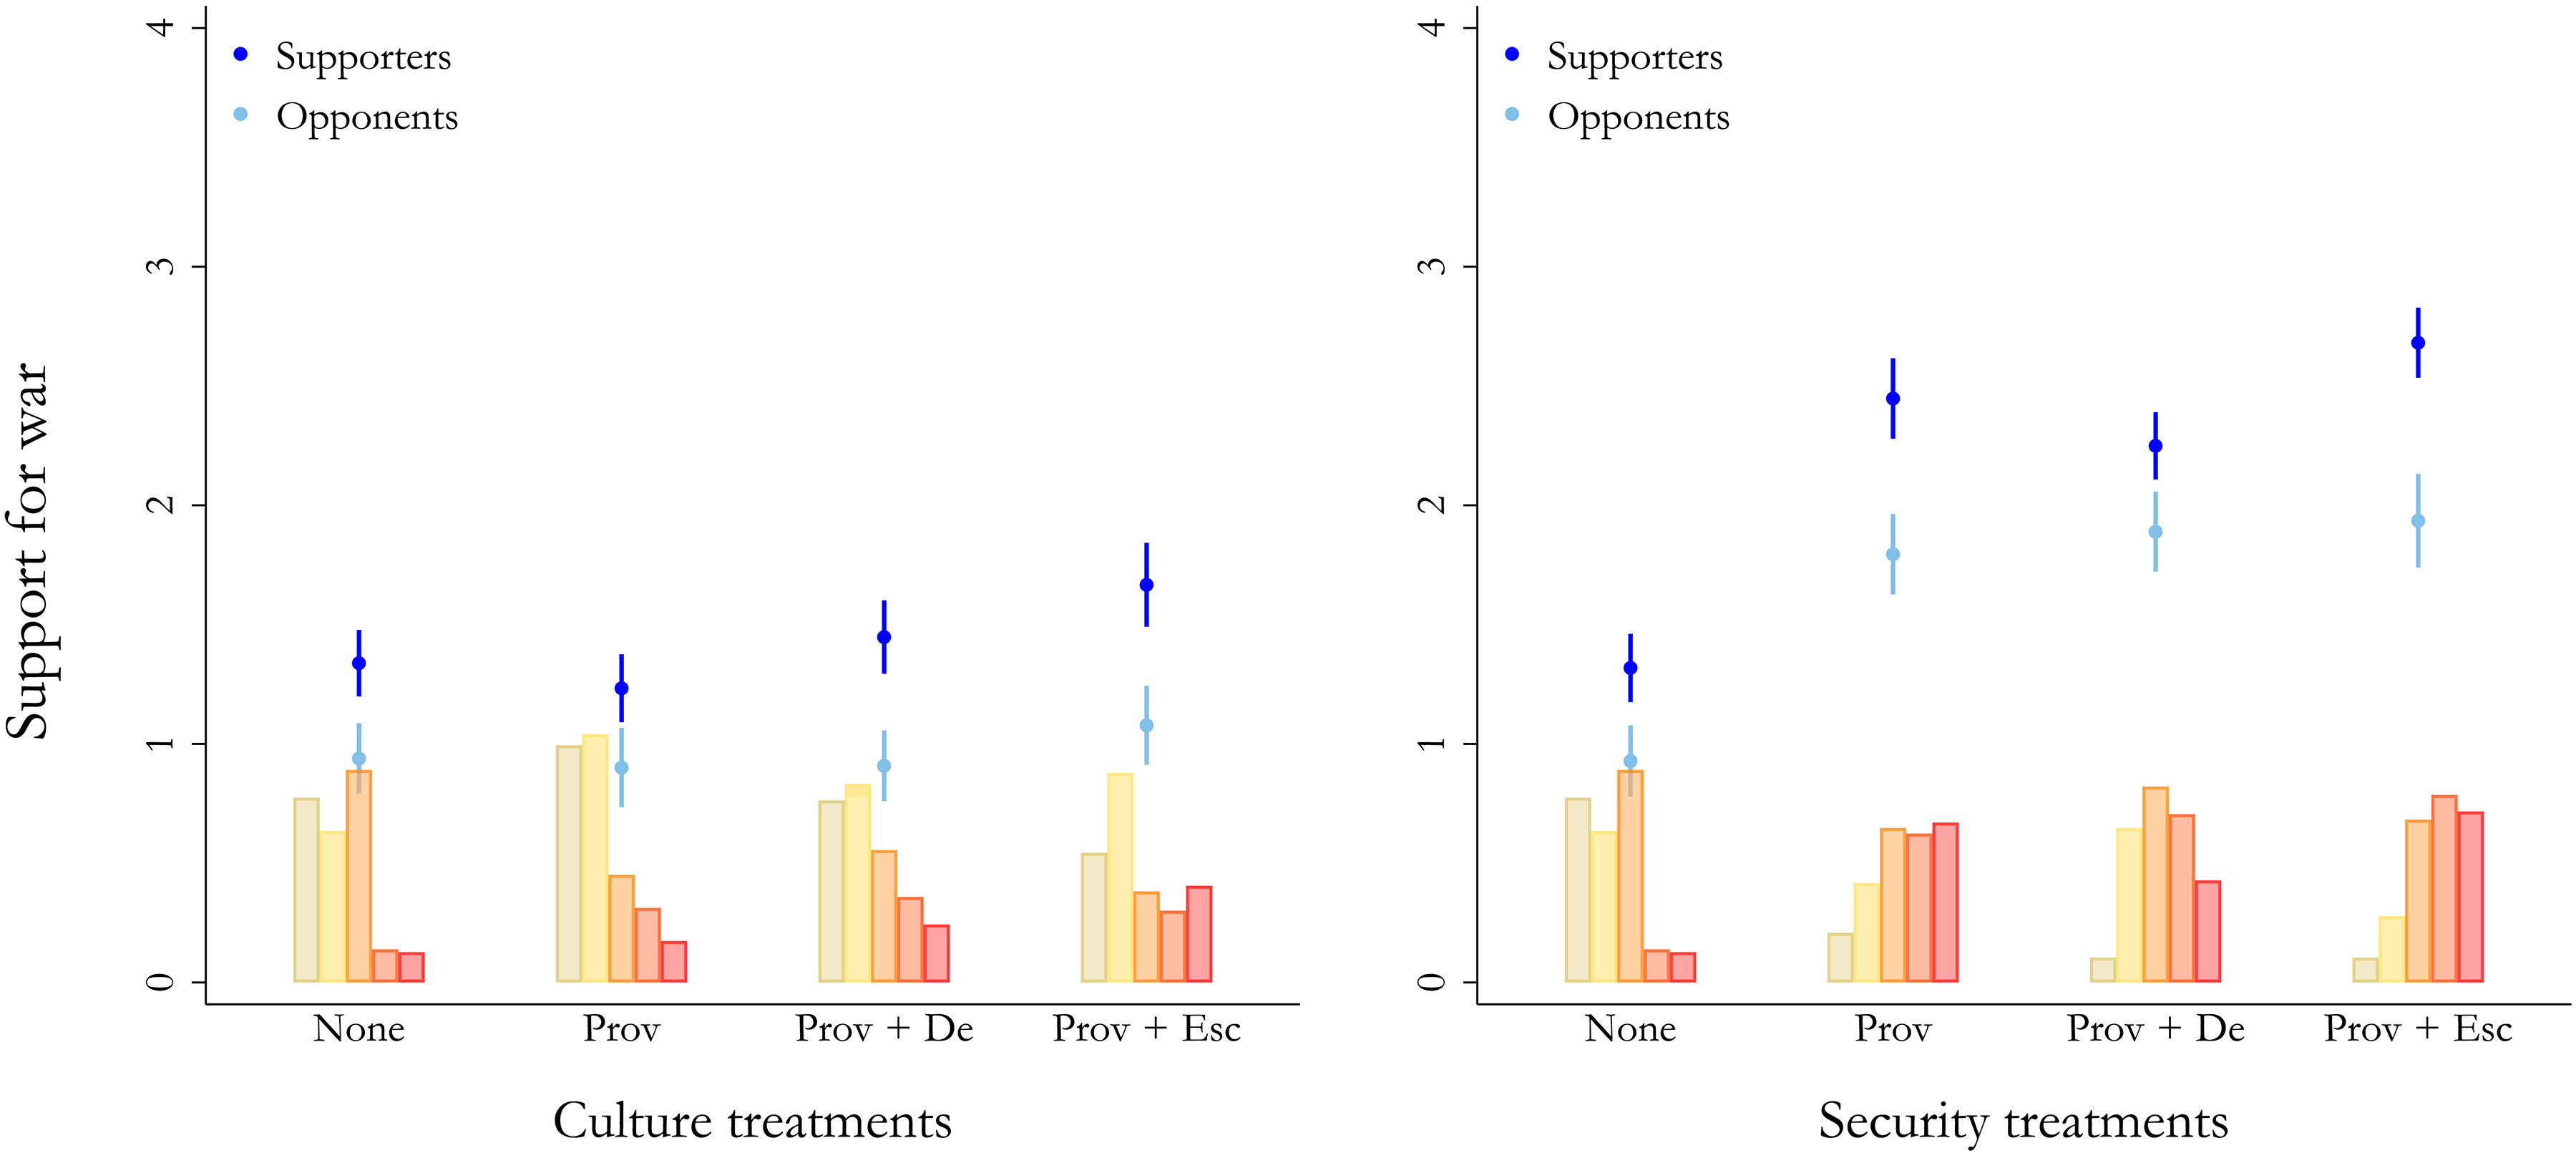 Support for war
4
3
2
1
0
Supporters
Opponents
None
Prov
Prov + De
Prov + Esc
Culture treatments
4
3
2
1
0
Supporters
Opponents
None
Prov
Prov + De
Prov + Esc
Security treatments